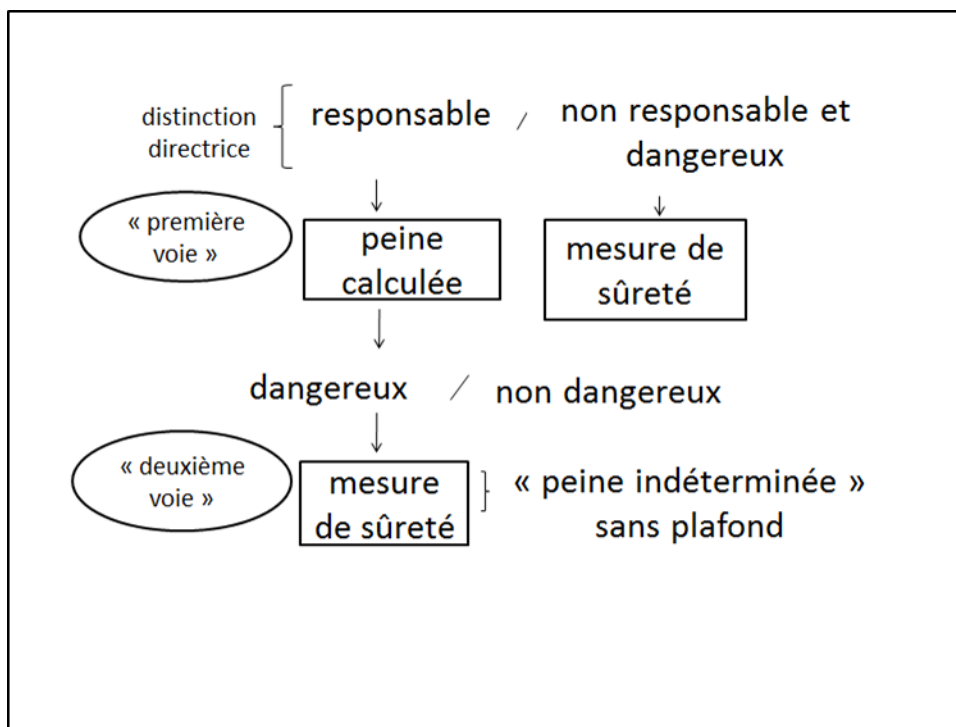 distinction
directrice
responsable
/
non responsable et
dangereux
« première
voie »
peine
calculée
mesure de
sûreté
dangereux
/
non dangereux
« deuxième
voie »
mesure
de sûreté
« peine indéterminée »
sans plafond